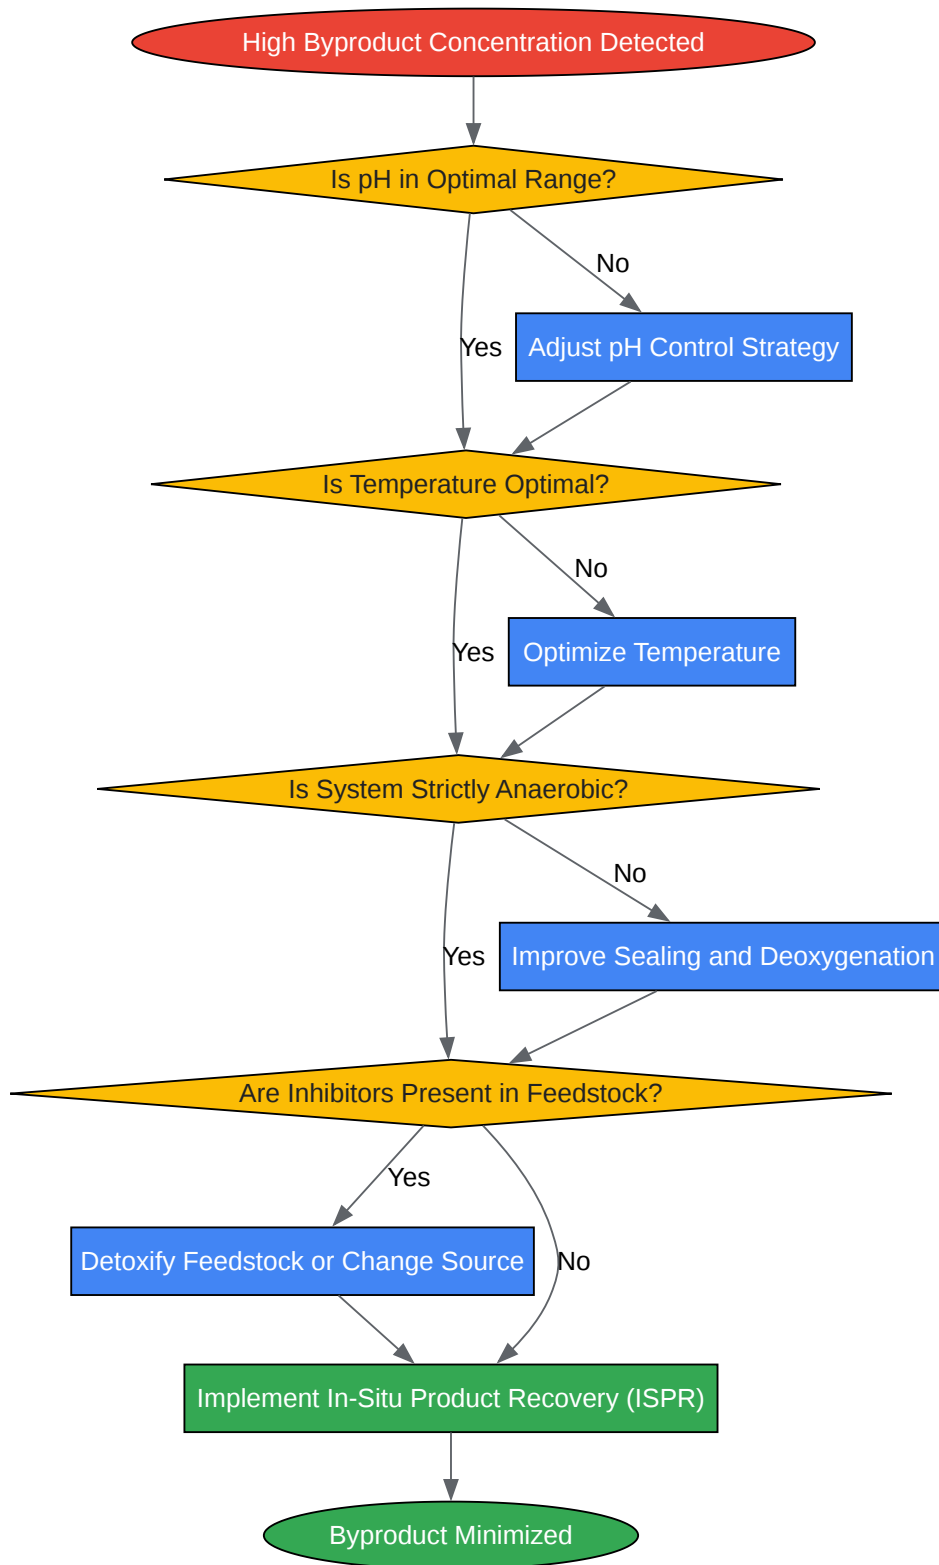 High Byproduct Concentration Detected
Is pH in Optimal Range?
No
Yes
Adjust pH Control Strategy
Is Temperature Optimal?
No
Yes
Optimize Temperature
Is System Strictly Anaerobic?
No
Yes
Improve Sealing and Deoxygenation
Are Inhibitors Present in Feedstock?
Yes
Detoxify Feedstock or Change Source
No
Implement In-Situ Product Recovery (ISPR)
Byproduct Minimized